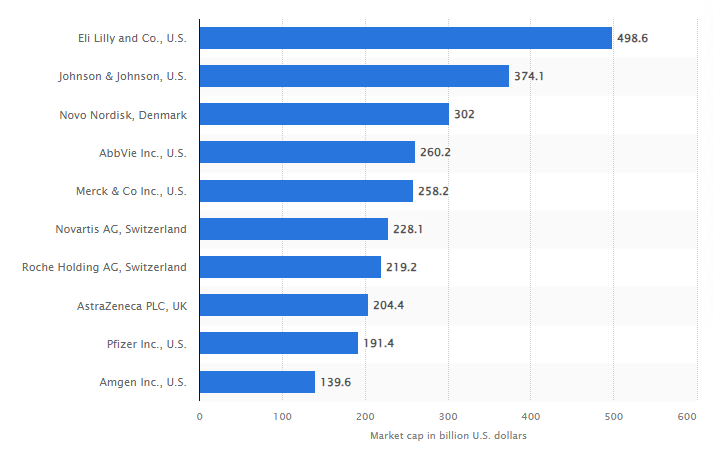 Eli Lilly and Co., U.S. 498.6
Johnson & Johnson, U.S. 374.1
Novo Nordisk, Denmark 302
AbbVie Inc., U.S. 260.2
Merck & Co Inc., U.S. 258.2
Novartis AG, Switzerland 228.1
Roche Holding AG, Switzerland 219.2
AstraZeneca PLC, UK 204.4
Pfizer Inc., U.S. 191.4
Amgen Inc., U.S. 139.6
0 100 200 300 400 500 600
Market cap in billion U.S. dollars